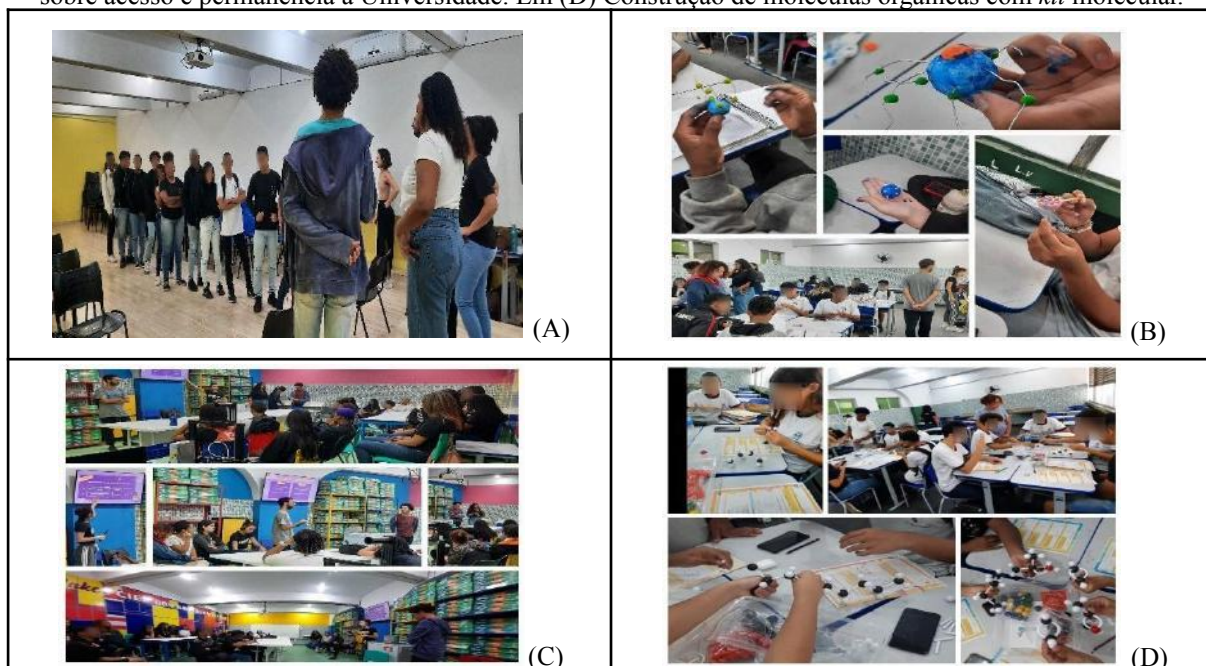 sobre acesso e permanência à Universidade. Em (D) Construção de moléculas orgânicas com kit molecular.
(A)
(B)
(C)
(D)